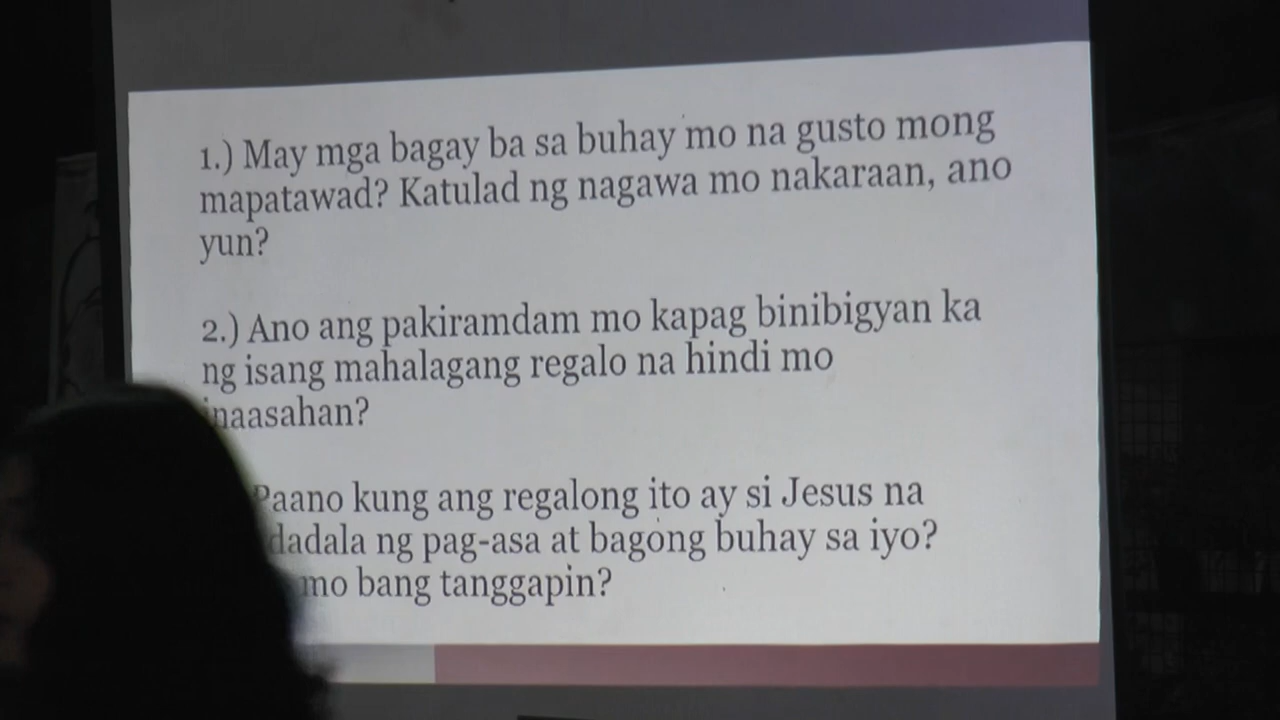 1.) May mga bagay ba sa buhay mo na gusto mong
mapatawad? Katulad ng nagawa mo nakaraan, ano
yun?
2.) Ano ang pakiramdam mo kapag binibigyan ka
ng isang mahalagang regalo na hindi mo
inaasahan?
Paano kung ang regalong ito ay si Jesus na
ng pag-asa at bagong buhay sa iyo?
mo bang tanggapin?